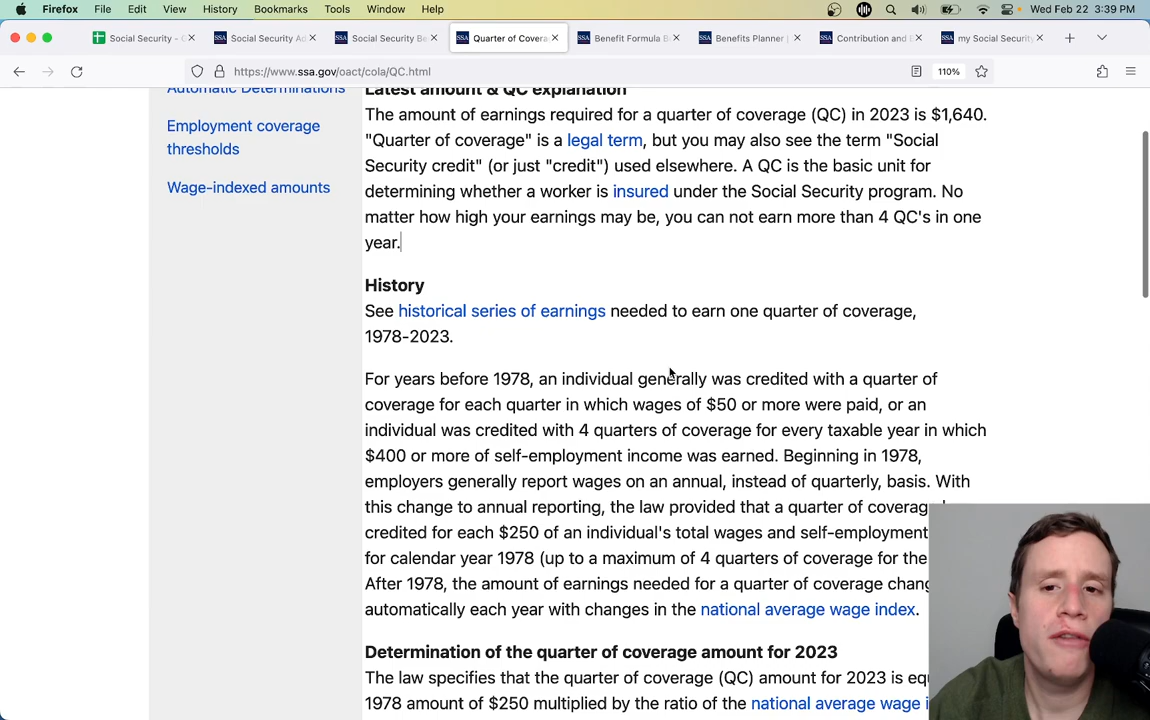 Firefox File Edit View History Bookmarks Tools Window Help Wed Feb 22 3:39 PM
Social Security - C Social Security Ad Social Security Be Quarter of Covera Benefit Formula B Benefits Planner | Contribution and my Social Security
https://www.ssa.gov/oact/cola/QC.html 110%
Automatic Determinations
Employment coverage
thresholds
Wage-indexed amounts
Latest amount & QC explanation
The amount of earnings required for a quarter of coverage (QC) in 2023 is $1,640.
"Quarter of coverage" is a legal term, but you may also see the term "Social
Security credit" (or just "credit") used elsewhere. A QC is the basic unit for
determining whether a worker is insured under the Social Security program. No
matter how high your earnings may be, you can not earn more than 4 QC's in one
year.
History
See historical series of earnings needed to earn one quarter of coverage,
1978-2023.
For years before 1978, an individual generally was credited with a quarter of
coverage for each quarter in which wages of $50 or more were paid, or an
individual was credited with 4 quarters of coverage for every taxable year in which
$400 or more of self-employment income was earned. Beginning in 1978,
employers generally report wages on an annual, instead of quarterly, basis. With
this change to annual reporting, the law provided that a quarter of coverag
credited for each $250 of an individual's total wages and self-employment
for calendar year 1978 (up to a maximum of 4 quarters of coverage for the
After 1978, the amount of earnings needed for a quarter of coverage chang
automatically each year with changes in the national average wage index.
Determination of the quarter of coverage amount for 2023
The law specifies that the quarter of coverage (QC) amount for 2023 is equ
1978 amount of $250 multiplied by the ratio of the national average wage i